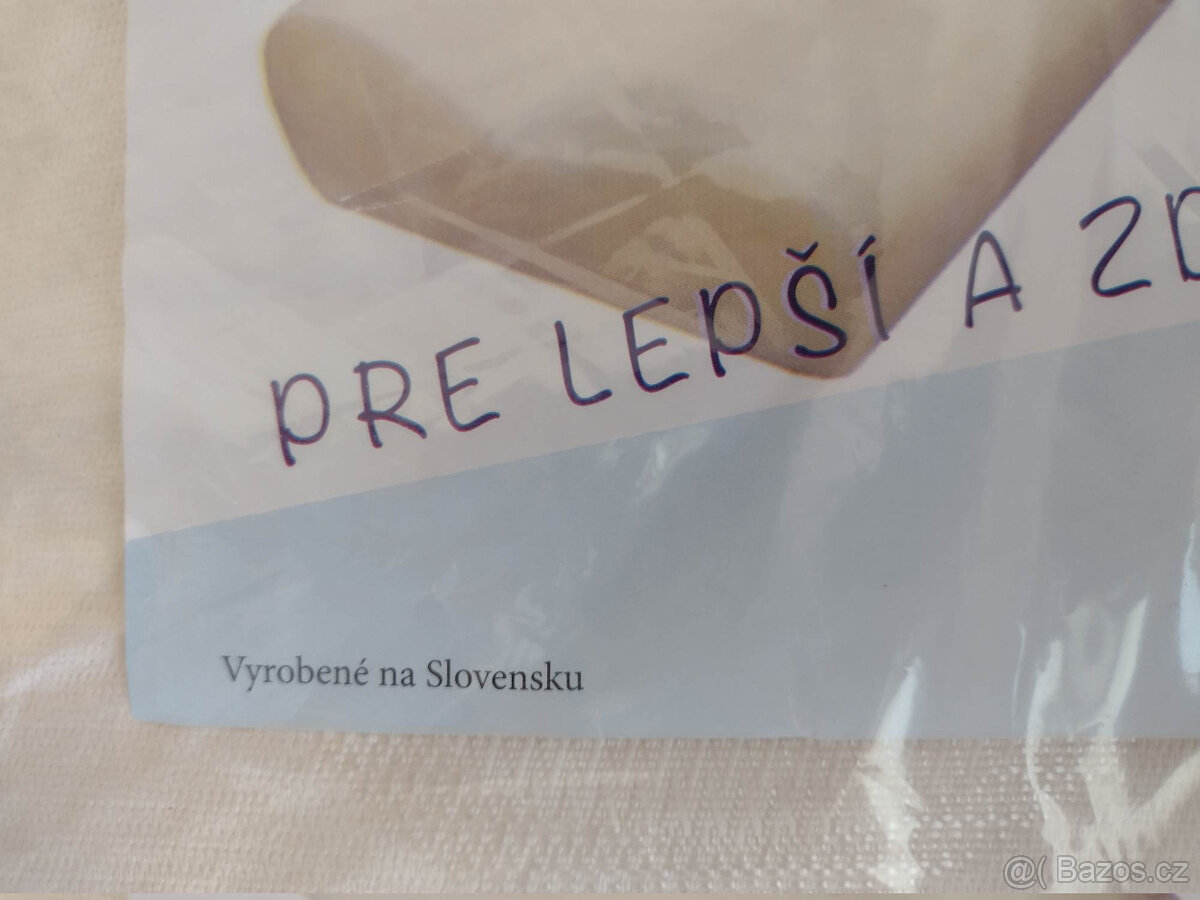 PRE LEPŠÍ A ZD
Vyrobené na Slovensku
@( Bazos.cz